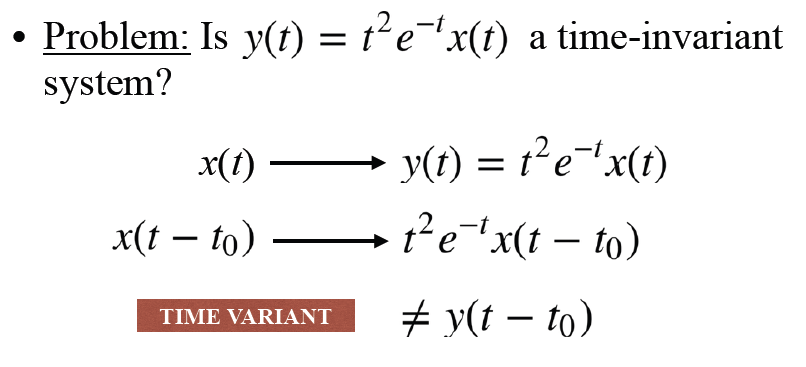 • Problem: Is y(t) = t²e⁻ᵗx(t) a time-invariant
system?
x(t) ⟶ y(t) = t²e⁻ᵗx(t)
x(t − t₀) ⟶ t²e⁻ᵗx(t − t₀)
TIME VARIANT ≠ y(t − t₀)